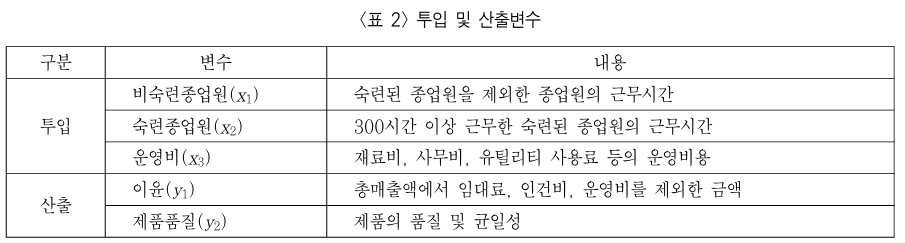 〈표 2〉 투입 및 산출변수
구분 변수 내용
투입 비숙련종업원(x₁) 숙련된 종업원을 제외한 종업원의 근무시간
숙련종업원(x₂) 300시간 이상 근무한 숙련된 종업원의 근무시간
운영비(x₃) 재료비, 사무비, 유틸리티 사용료 등의 운영비용
산출 이윤(y₁) 총매출액에서 임대료, 인건비, 운영비를 제외한 금액
제품품질(y₂) 제품의 품질 및 균일성